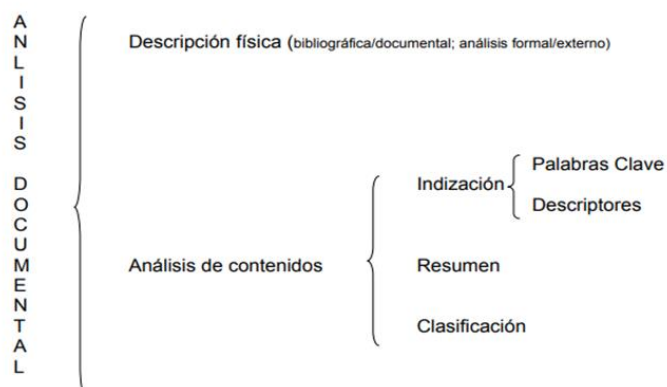 ANLISIS DOCUMENTAL
Descripción física (bibliográfica/documental; análisis formal/externo)
Análisis de contenidos
Indización
Palabras Clave
Descriptores
Resumen
Clasificación